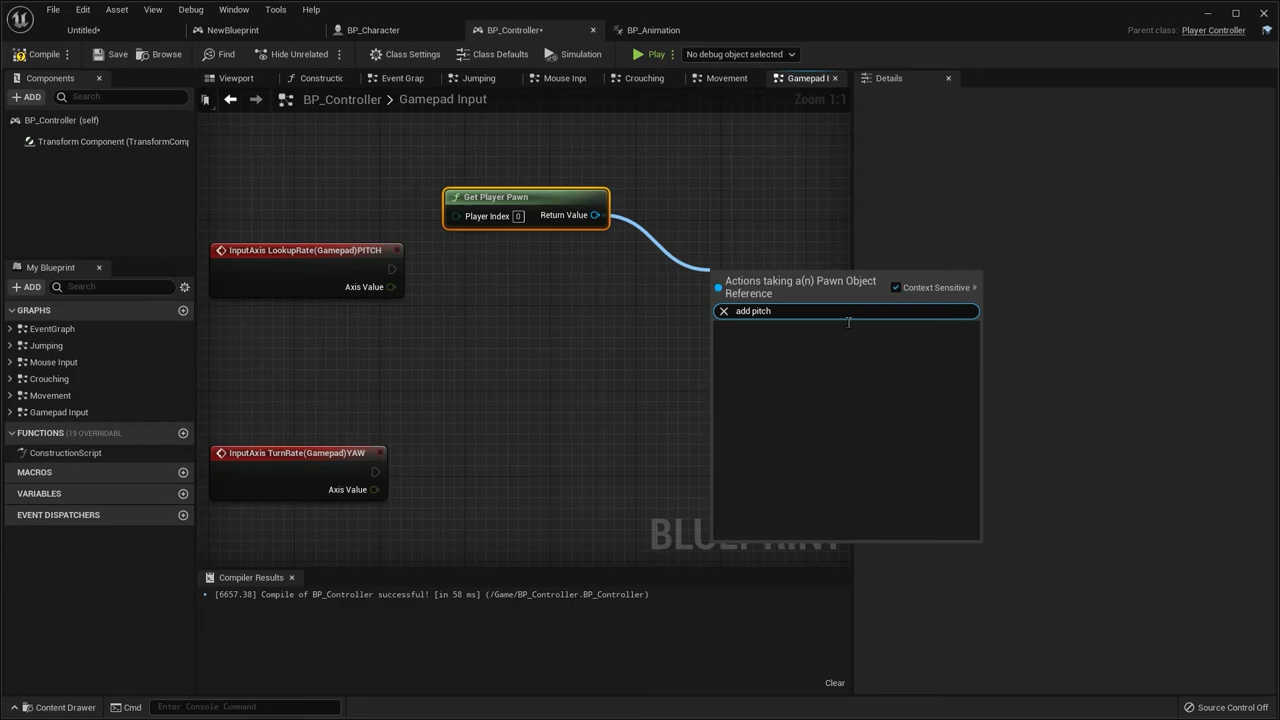 File Edit Asset View Debug Window Tools Help
Untitled• NewBlueprint BP_Character BP_Controller• BP_Animation
Parent class: Player Controller
Compile Save Browse Find Hide Unrelated Class Settings Class Defaults Simulation Play No debug object selected
Components
Viewport Constructic Event Grap Jumping Mouse Inpu Crouching Movement Gamepad I
Details
ADD Search
BP_Controller > Gamepad Input
Zoom 1:1
BP_Controller (self)
Transform Component (TransformComp
Get Player Pawn
Player Index 0 Return Value
InputAxis LookupRate(Gamepad)PITCH
Axis Value
Actions taking a(n) Pawn Object
Reference
Context Sensitive
add pitch
My Blueprint
ADD Search
GRAPHS
EventGraph
Jumping
Mouse Input
Crouching
Movement
Gamepad Input
FUNCTIONS (19 OVERRIDABL
ConstructionScript
MACROS
VARIABLES
EVENT DISPATCHERS
InputAxis TurnRate(Gamepad)YAW
Axis Value
BLUEPRINT
Compiler Results
[6657.38] Compile of BP_Controller successful! [in 58 ms] (/Game/BP_Controller.BP_Controller)
Clear
Content Drawer Cmd Enter Console Command
Source Control Off